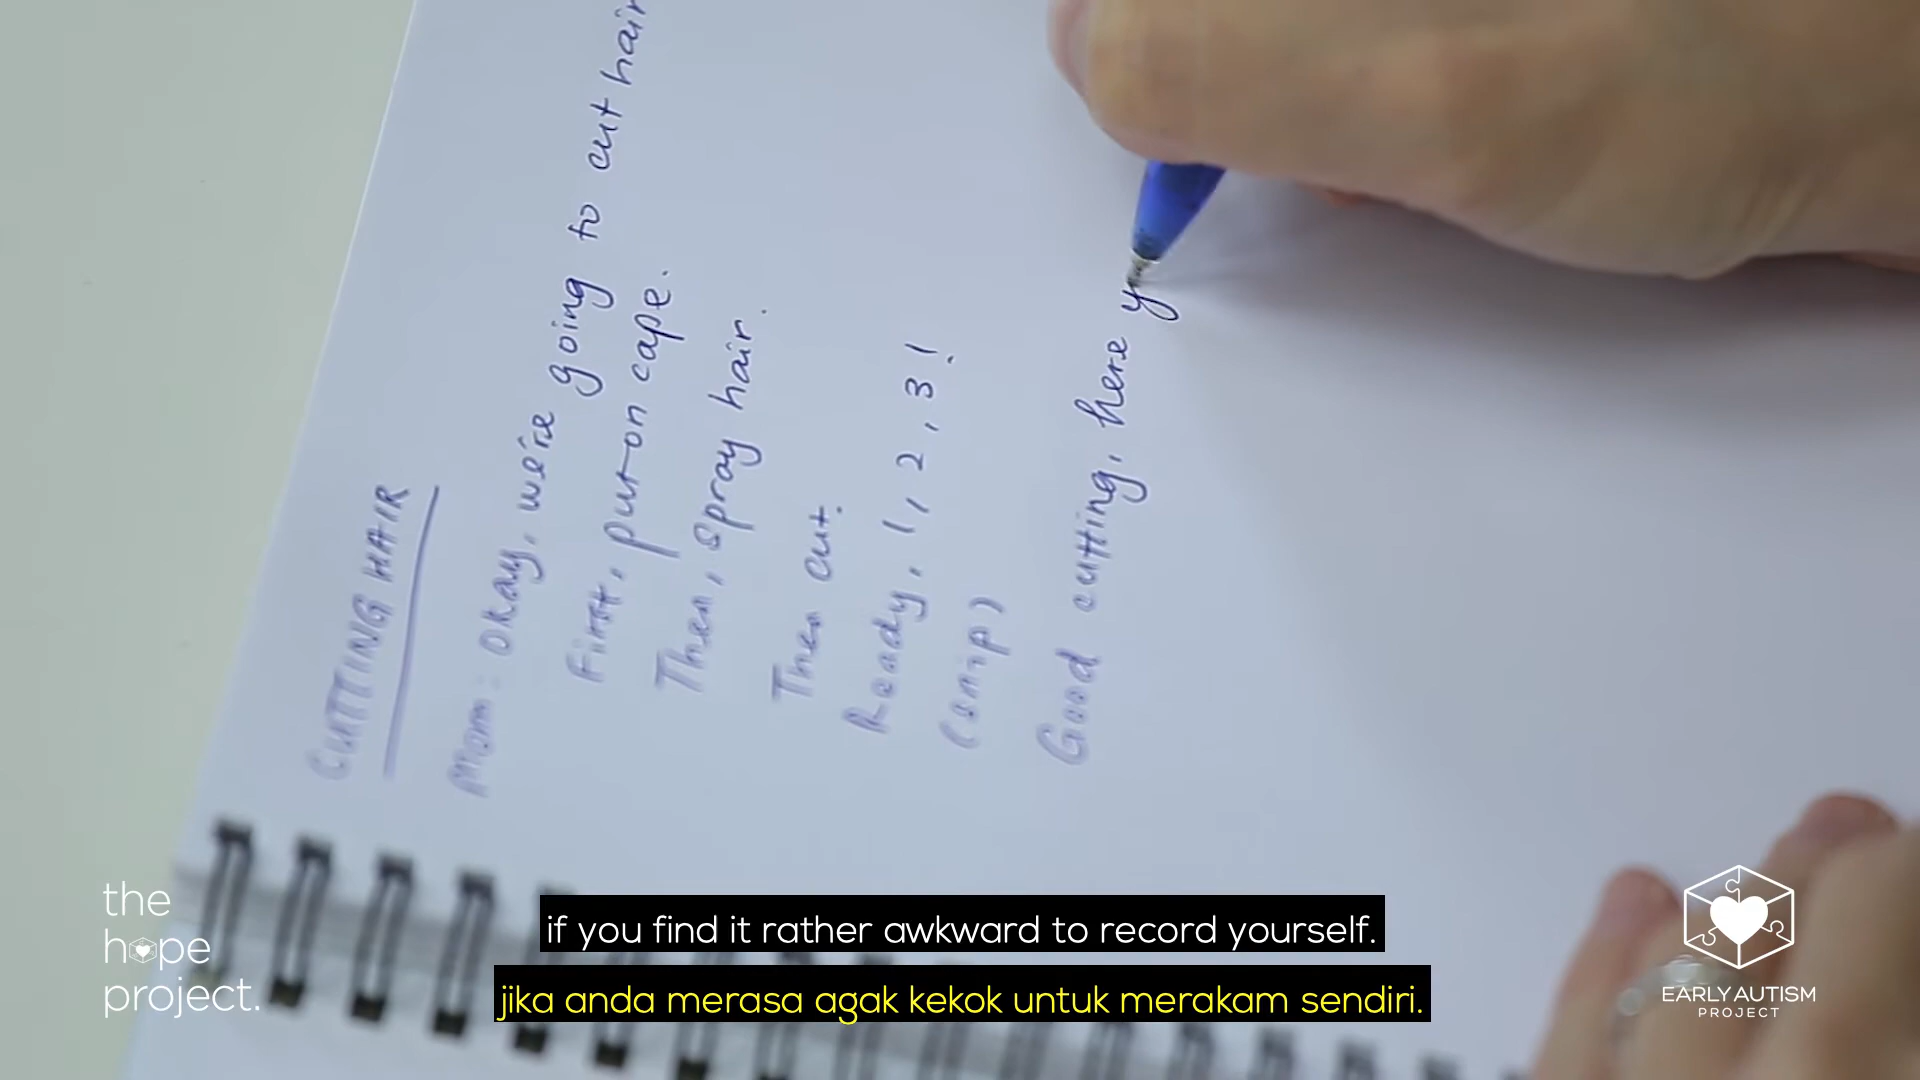 CUTTING HAIR
Mom: Okay, we're going to cut hair
First, put on cape.
Then, spray hair.
Then cut.
Ready, 1, 2, 3!
(snip)
Good cutting, here y
the
hope
project.
if you find it rather awkward to record yourself.
jika anda merasa agak kekok untuk merakam sendiri.
EARLY AUTISM
PROJECT